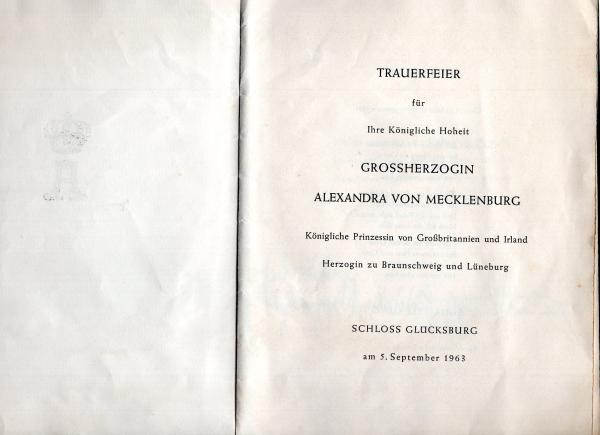 TRAUERFEIER
für
Ihre Königliche Hoheit
GROSSHERZOGIN
ALEXANDRA VON MECKLENBURG
Königliche Prinzessin von Großbritannien und Irland
Herzogin zu Braunschweig und Lüneburg
SCHLOSS GLÜCKSBURG
am 5. September 1963